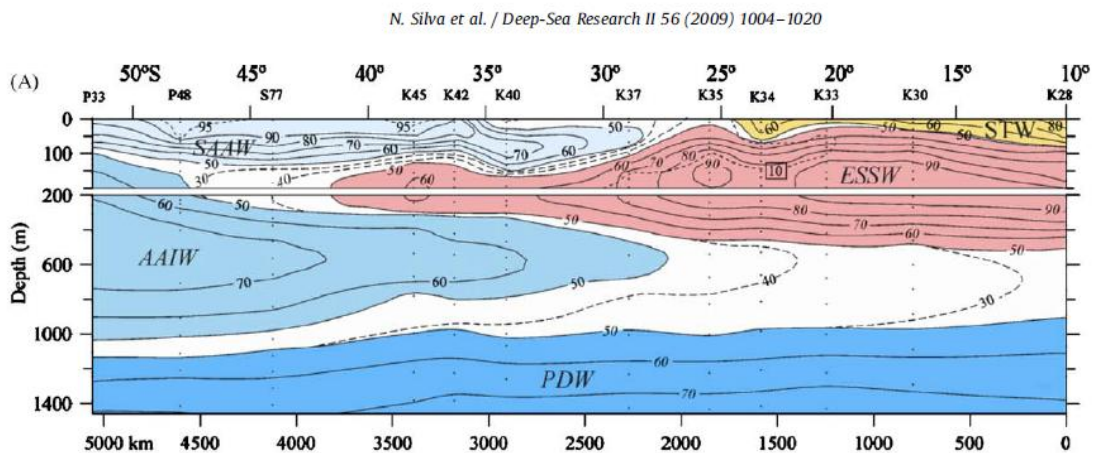 N. Silva et al. / Deep-Sea Research II 56 (2009) 1004–1020
(A)
50°S 45° 40° 35° 30° 25° 20° 15° 10°
P33 P48 S77 K45 K42 K40 K37 K35 K34 K33 K30 K28
0
100
200
600
1000
1400
Depth (m)
95 95 50 60 50 60 80
SAAW 90 80 70 60 70 60 50 STW
50 50 60 70 80 90 10 ESSW 90
30 40 60
60 50 50 80 70 60 90
AAIW 50
70 60 50 40 30
50
60
PDW 70
5000 km 4500 4000 3500 3000 2500 2000 1500 1000 500 0